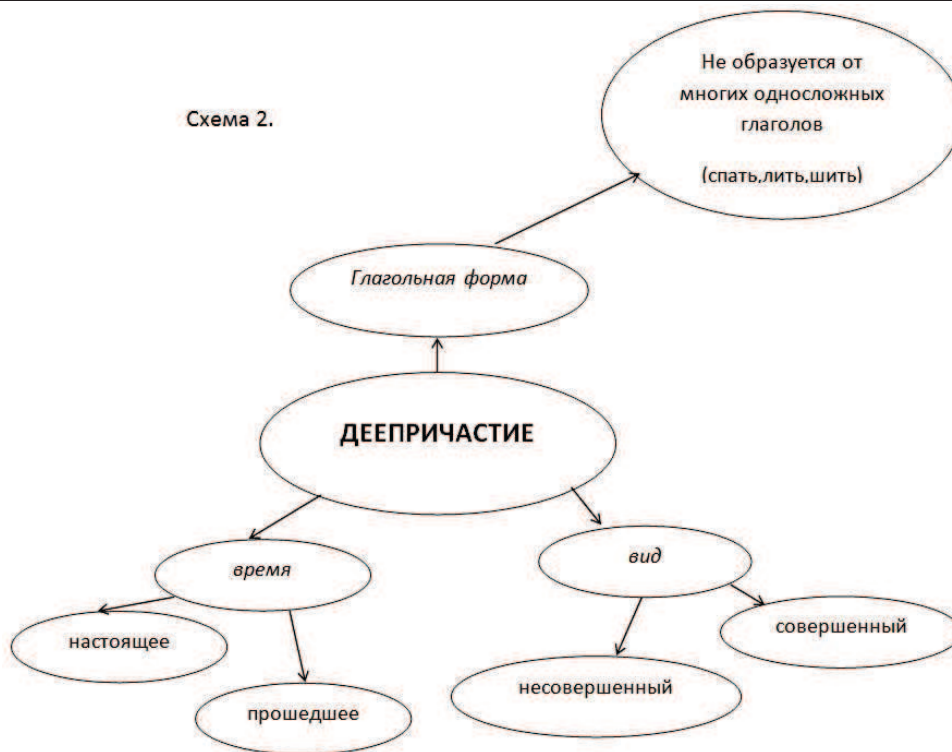 Не образуется от
многих односложных
глаголов
(спать,лить,шить)
Схема 2.
Глагольная форма
ДЕЕПРИЧАСТИЕ
время
вид
настоящее
совершенный
несовершенный
прошедшее